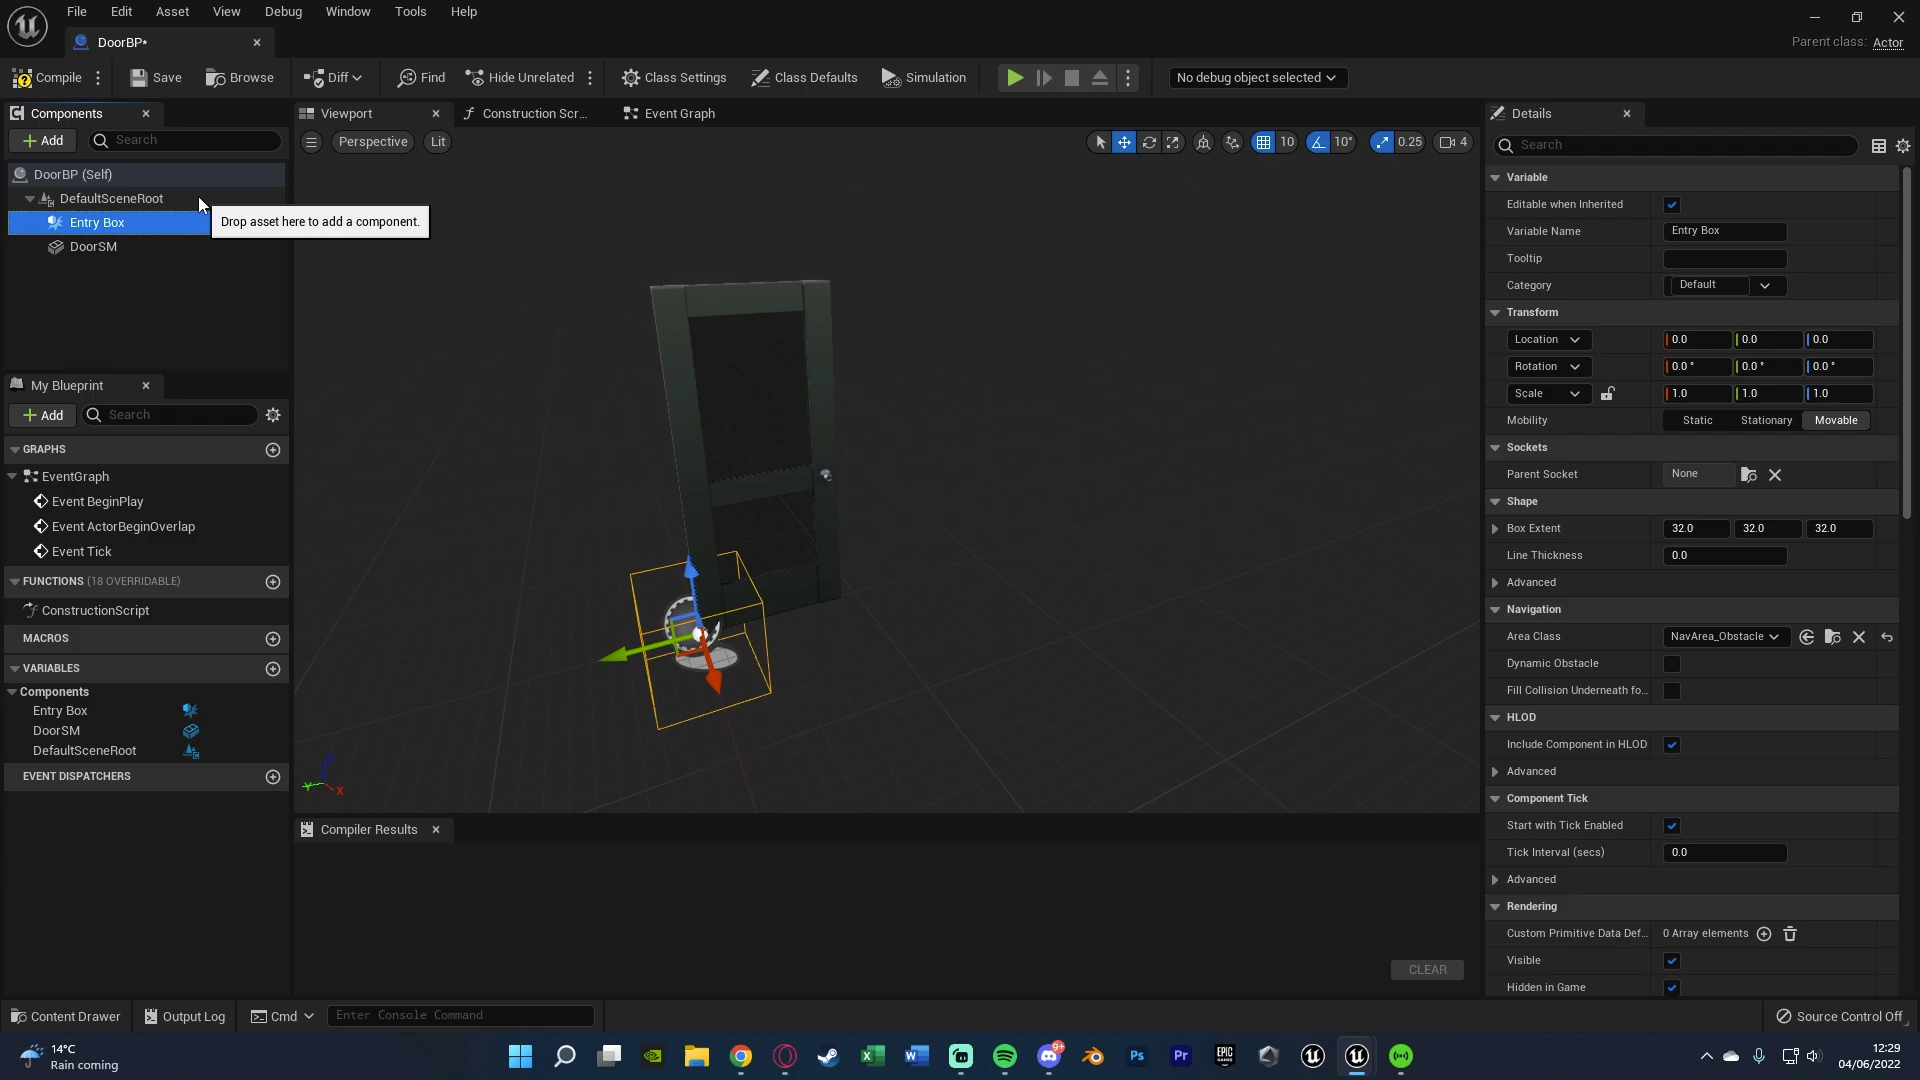 File Edit Asset View Debug Window Tools Help
DoorBP*
Parent class: Actor
Compile Save Browse Diff Find Hide Unrelated Class Settings Class Defaults Simulation No debug object selected
Components
Viewport Construction Scr... Event Graph
Details
Add Search
Perspective Lit 10 10° 0.25 4
Search
DoorBP (Self)
DefaultSceneRoot
Entry Box
DoorSM
Drop asset here to add a component.
Variable
Editable when Inherited
Variable Name Entry Box
Tooltip
Category Default
Transform
Location 0.0 0.0 0.0
Rotation 0.0 ° 0.0 ° 0.0 °
Scale 1.0 1.0 1.0
Mobility Static Stationary Movable
Sockets
Parent Socket None
Shape
Box Extent 32.0 32.0 32.0
Line Thickness 0.0
Advanced
Navigation
Area Class NavArea_Obstacle
Dynamic Obstacle
Fill Collision Underneath fo...
HLOD
Include Component in HLOD
Advanced
Component Tick
Start with Tick Enabled
Tick Interval (secs) 0.0
Advanced
Rendering
Custom Primitive Data Def... 0 Array elements
Visible
Hidden in Game
My Blueprint
Add Search
GRAPHS
EventGraph
Event BeginPlay
Event ActorBeginOverlap
Event Tick
FUNCTIONS (18 OVERRIDABLE)
ConstructionScript
MACROS
VARIABLES
Components
Entry Box
DoorSM
DefaultSceneRoot
EVENT DISPATCHERS
X
Y
Compiler Results
CLEAR
Content Drawer Output Log Cmd Enter Console Command Source Control Off
14°C
Rain coming
X W 9+ Ps Pr EPIC GAMES
12:29
04/06/2022